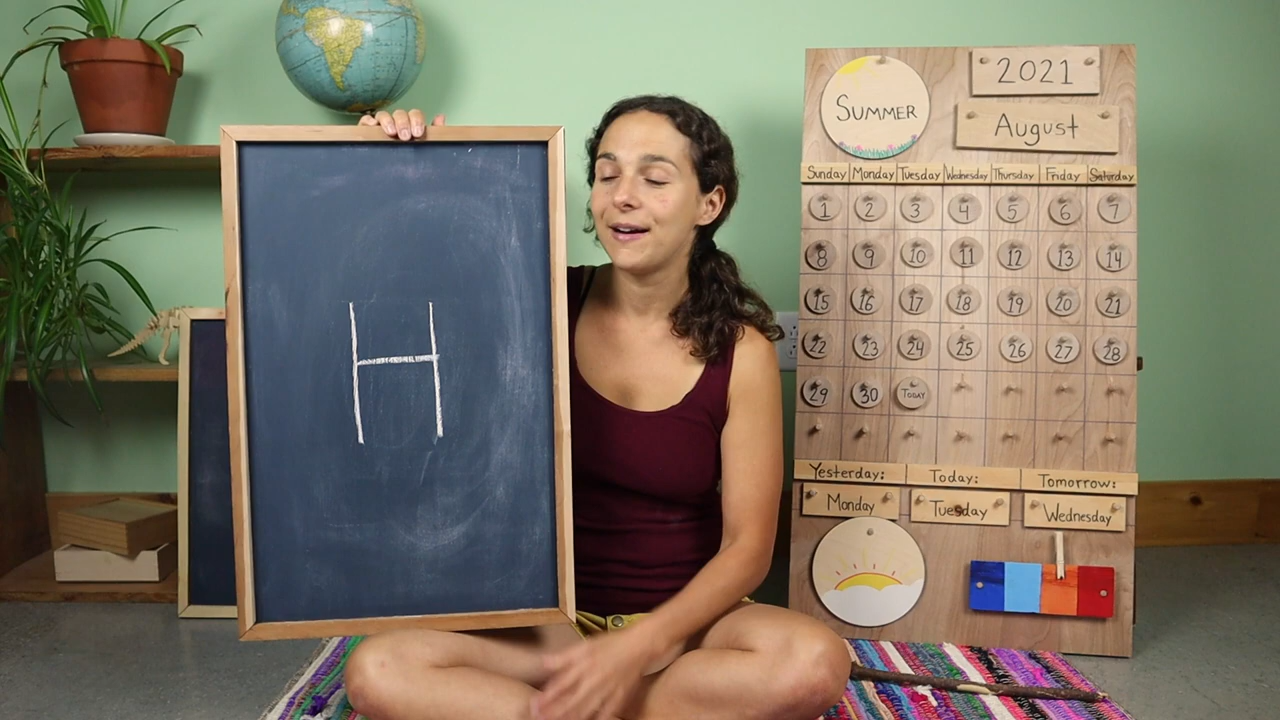 H
SUMMER
2021
August
Sunday Monday Tuesday Wednesday Thursday Friday Saturday
1 2 3 4 5 6 7
8 9 10 11 12 13 14
15 16 17 18 19 20 21
22 23 24 25 26 27 28
29 30 TODAY
Yesterday: Today: Tomorrow:
Monday Tuesday Wednesday